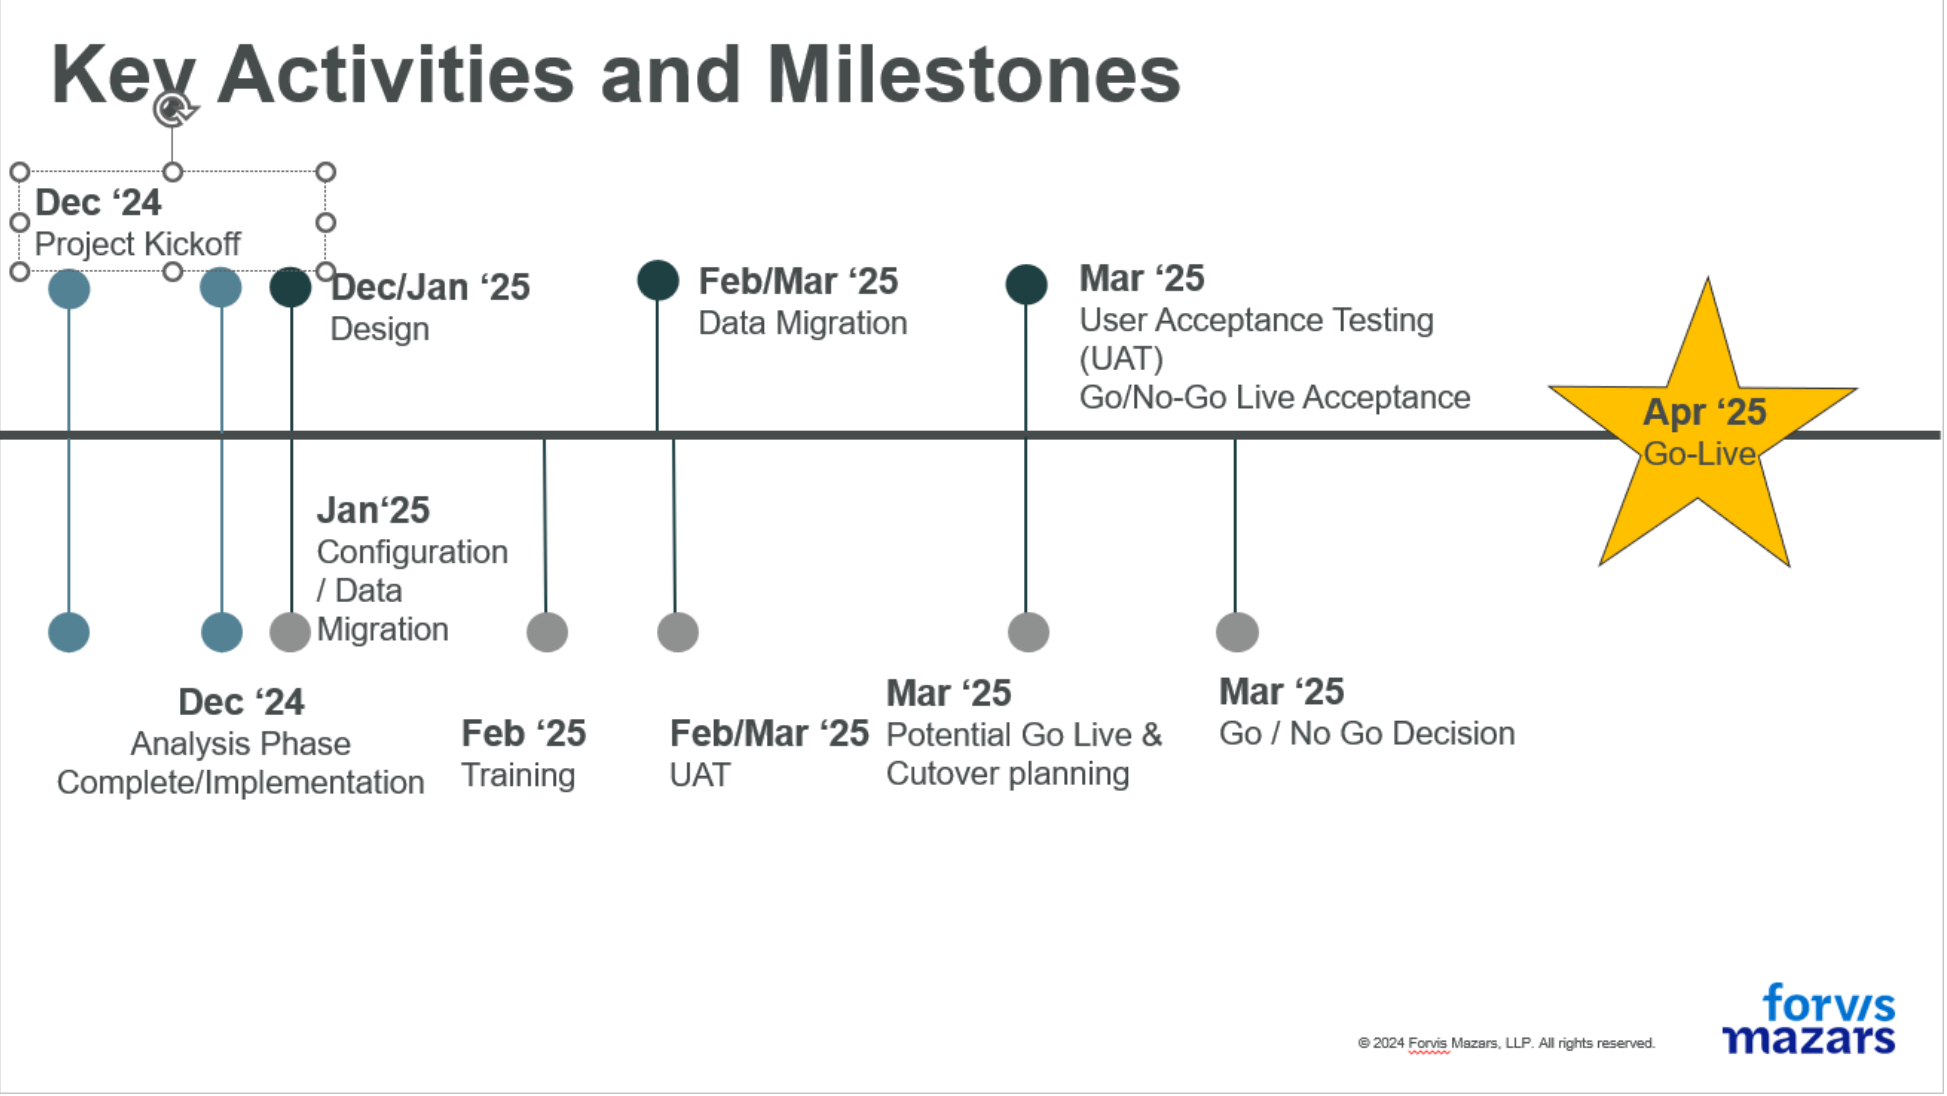 Key Activities and Milestones
Dec ‘24
Project Kickoff
Dec/Jan ‘25
Design
Feb/Mar ‘25
Data Migration
Mar ‘25
User Acceptance Testing
(UAT)
Go/No-Go Live Acceptance
Apr ‘25
Go-Live
Jan‘25
Configuration
/ Data
Migration
Dec ‘24
Analysis Phase
Complete/Implementation
Feb ‘25
Training
Feb/Mar ‘25
UAT
Mar ‘25
Potential Go Live &
Cutover planning
Mar ‘25
Go / No Go Decision
© 2024 Forvis Mazars, LLP. All rights reserved.
forvis
mazars